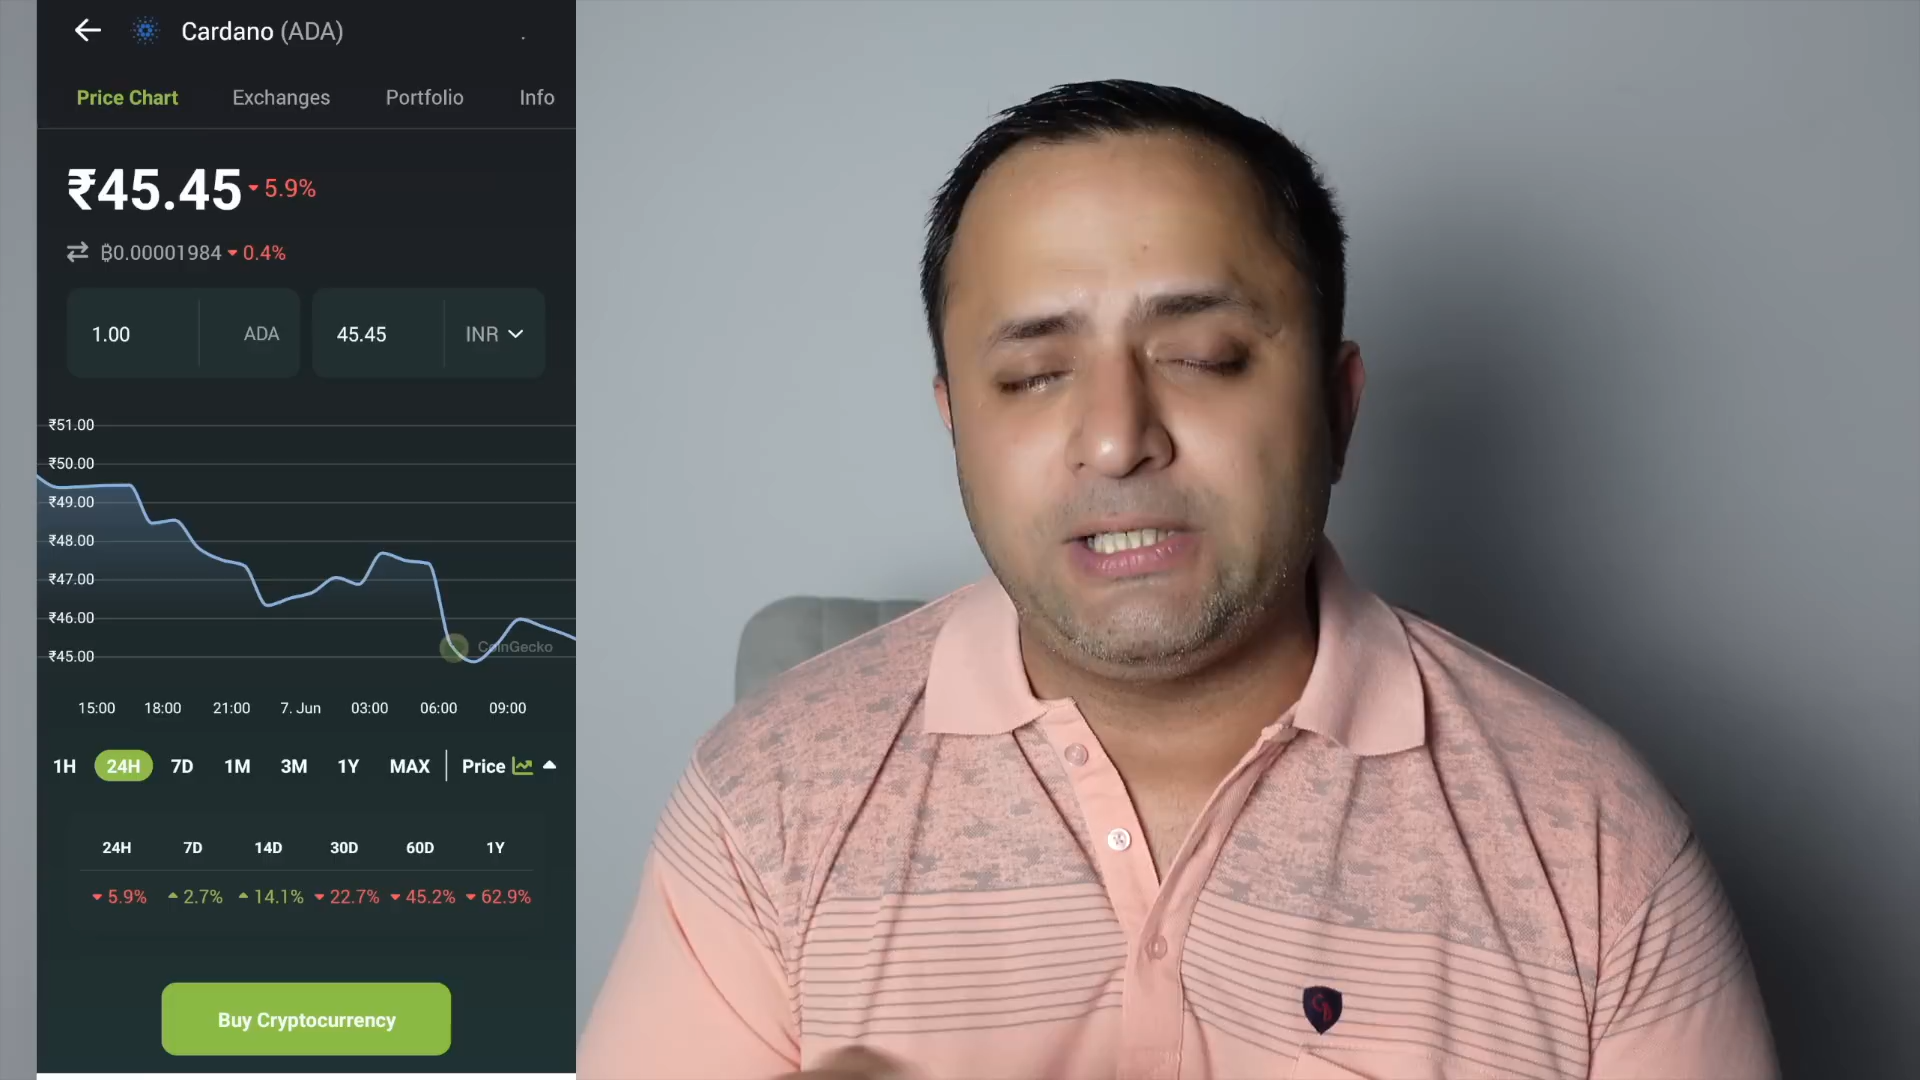 Cardano (ADA)
Price Chart Exchanges Portfolio Info
₹45.45 5.9%
₿0.00001984 0.4%
1.00 ADA 45.45 INR
₹51.00
₹50.00
₹49.00
₹48.00
₹47.00
₹46.00
₹45.00
CoinGecko
15:00 18:00 21:00 7. Jun 03:00 06:00 09:00
1H 24H 7D 1M 3M 1Y MAX Price
24H 7D 14D 30D 60D 1Y
5.9% 2.7% 14.1% 22.7% 45.2% 62.9%
Buy Cryptocurrency